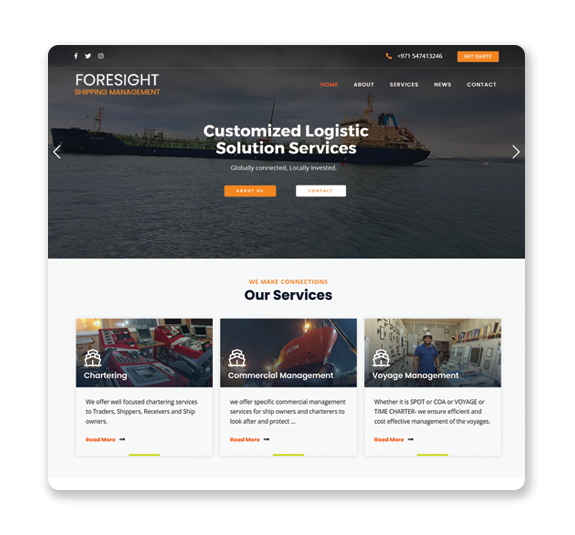 +971 547413246
GET QUOTE
FORESIGHT
SHIPPING MANAGEMENT
HOME
ABOUT
SERVICES
NEWS
CONTACT
Customized Logistic
Solution Services
Globally connected, Locally invested.
ABOUT US
CONTACT
WE MAKE CONNECTIONS
Our Services
Chartering
We offer well focused chartering services
to Traders, Shippers, Receivers and Ship
owners.
Read More
Commercial Management
we offer specific commercial management
services for ship owners and charterers to
look after and protect ...
Read More
Voyage Management
Whether it is SPOT or COA or VOYAGE or
TIME CHARTER- we ensure efficient and
cost effective management of the voyages.
Read More